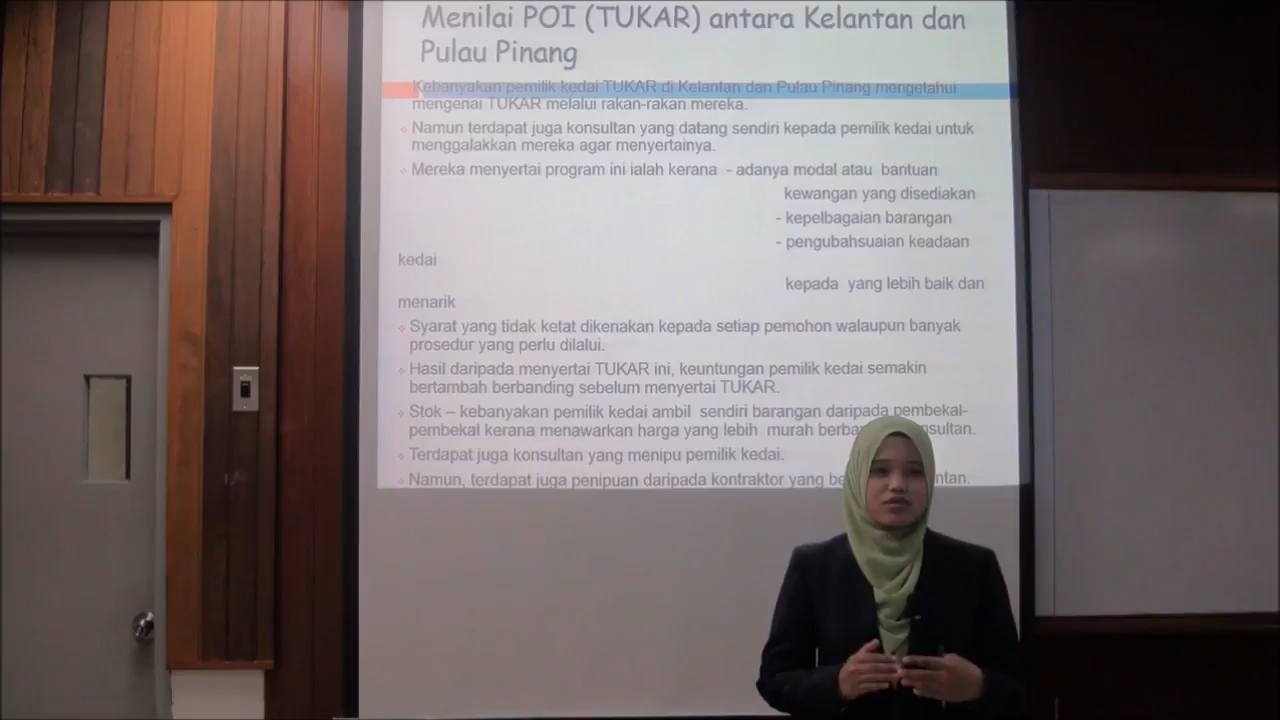 Menilai POI (TUKAR) antara Kelantan dan
Pulau Pinang
Kebanyakan pemilik kedai TUKAR di Kelantan dan Pulau Pinang mengetahui
mengenai TUKAR melalui rakan-rakan mereka.
Namun terdapat juga konsultan yang datang sendiri kepada pemilik kedai untuk
menggalakkan mereka agar menyertainya.
Mereka menyertai program ini ialah kerana - adanya modal atau bantuan
kewangan yang disediakan
- kepelbagaian barangan
- pengubahsuaian keadaan
kedai
kepada yang lebih baik dan
menarik
Syarat yang tidak ketat dikenakan kepada setiap pemohon walaupun banyak
prosedur yang perlu dilalui.
Hasil daripada menyertai TUKAR ini, keuntungan pemilik kedai semakin
bertambah berbanding sebelum menyertai TUKAR.
Stok – kebanyakan pemilik kedai ambil sendiri barangan daripada pembekal-
pembekal kerana menawarkan harga yang lebih murah
Terdapat juga konsultan yang menipu pemilik kedai.
Namun, terdapat juga penipuan daripada kontraktor yang